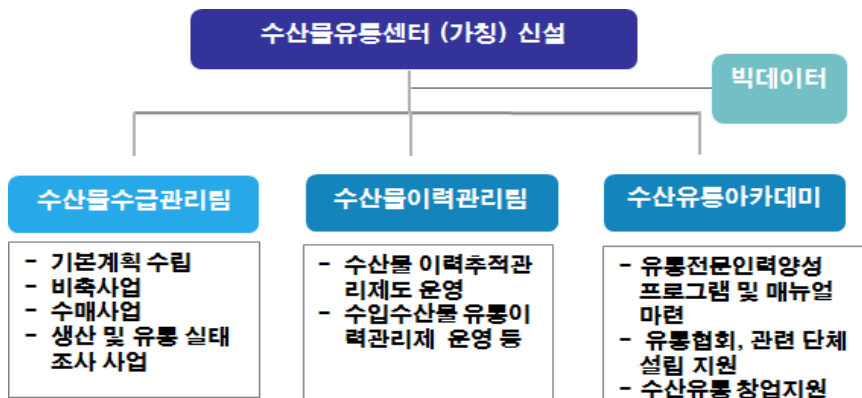 수산물유통센터 (가칭) 신설
빅데이터
수산물수급관리팀
- 기본계획 수립
- 비축사업
- 수매사업
- 생산 및 유통 실태
조사 사업
수산물이력관리팀
- 수산물 이력추적관
리제도 운영
- 수입수산물 유통이
력관리제 운영 등
수산유통아카데미
- 유통전문인력양성
프로그램 및 매뉴얼
마련
- 유통협회, 관련 단체
설립 지원
- 수산유통 창업지원